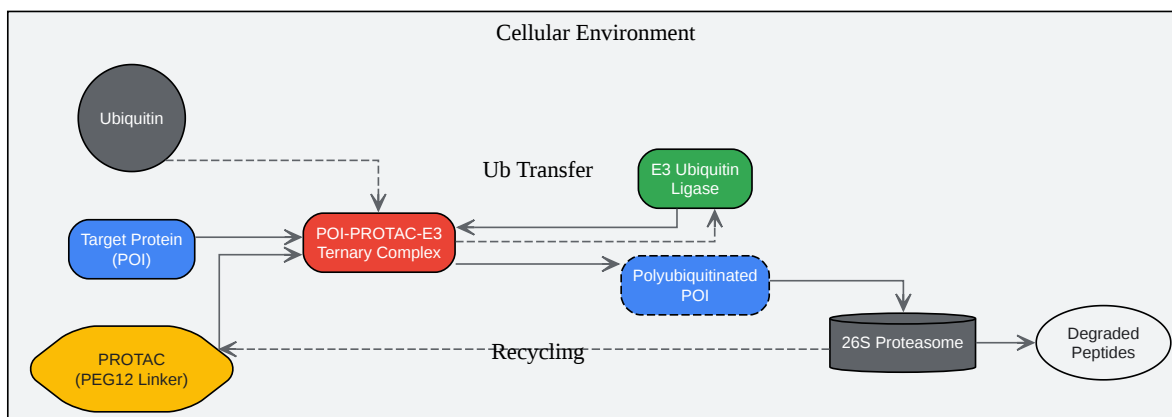 Cellular Environment
Ubiquitin
Ub Transfer
E3 Ubiquitin
Ligase
Target Protein
(POI)
POI-PROTAC-E3
Ternary Complex
Polyubiquitinated
POI
PROTAC
(PEG12 Linker)
Recycling
26S Proteasome
Degraded
Peptides